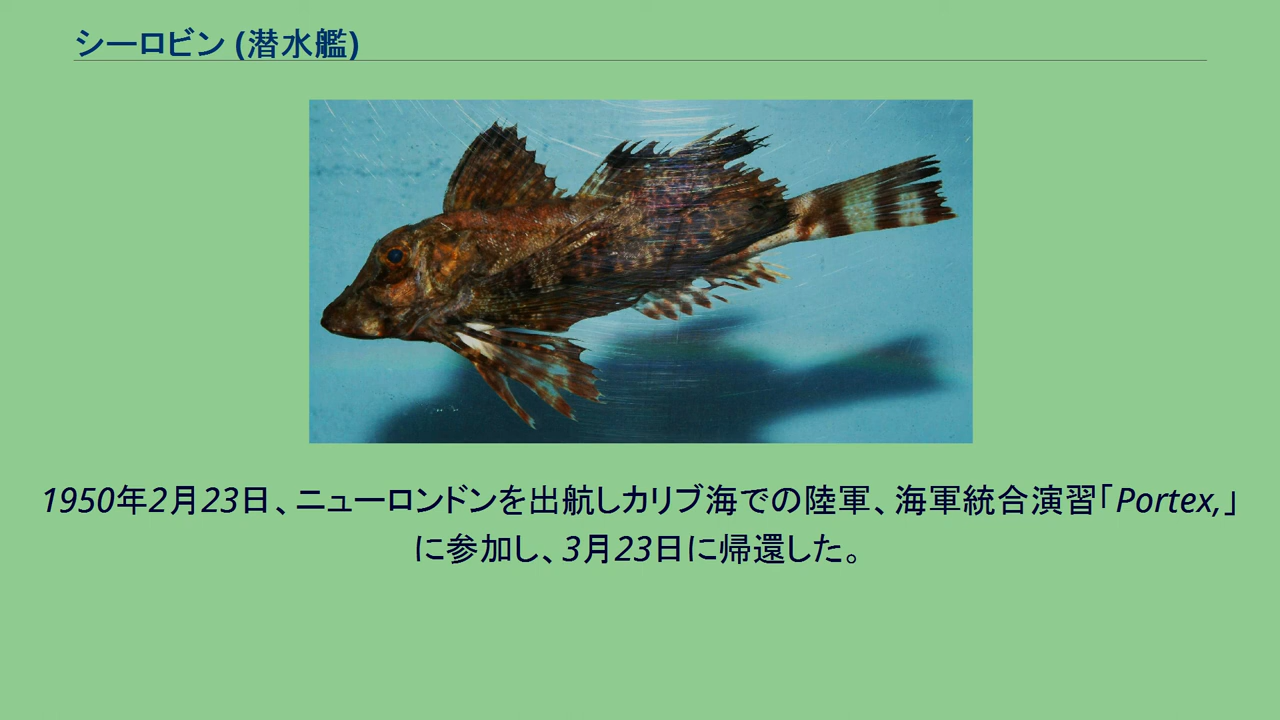 シーロビン (潜水艦)
1950年2月23日、ニューロンドンを出航しカリブ海での陸軍、海軍統合演習「Portex,」
に参加し、3月23日に帰還した。